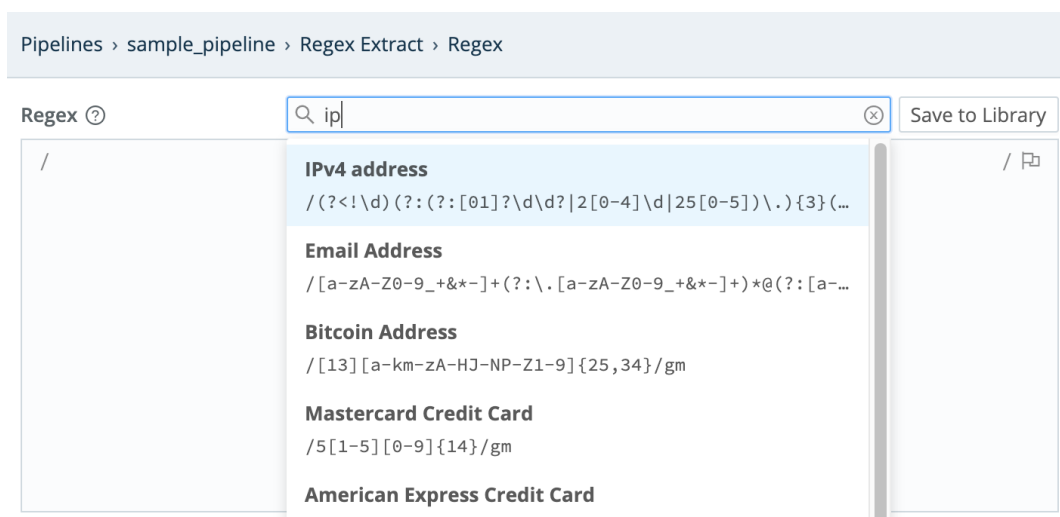 Pipelines › sample_pipeline › Regex Extract › Regex
Regex ? ip Save to Library
/ /
IPv4 address
/(?<!\d)(?:(?:[01]?\d\d?|2[0-4]\d|25[0-5])\.){3}(…
Email Address
/[a-zA-Z0-9_+&*-]+(?:\.[a-zA-Z0-9_+&*-]+)*@(?:[a-…
Bitcoin Address
/[13][a-km-zA-HJ-NP-Z1-9]{25,34}/gm
Mastercard Credit Card
/5[1-5][0-9]{14}/gm
American Express Credit Card